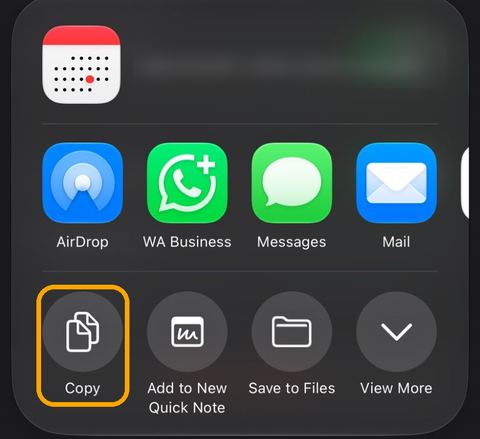 AirDrop
WA Business
Messages
Mail
Copy
Add to New
Quick Note
Save to Files
View More